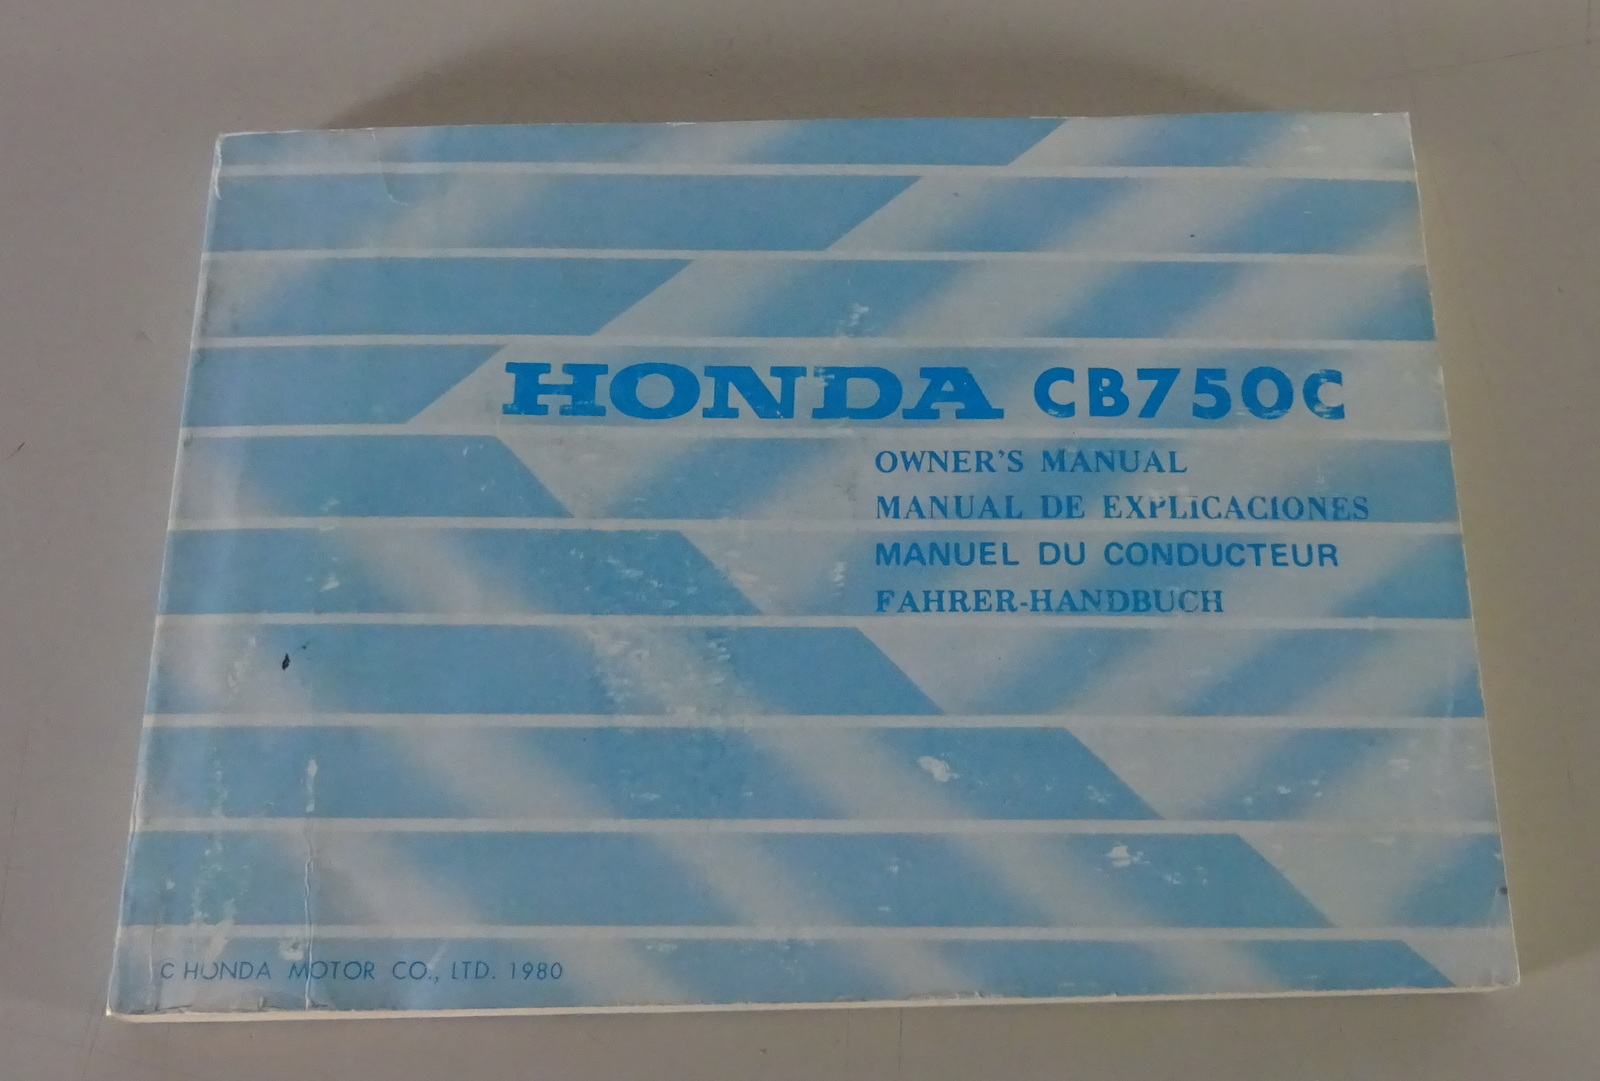 HONDA CB750C
OWNER'S MANUAL
MANUAL DE EXPLICACIONES
MANUEL DU CONDUCTEUR
FAHRER-HANDBUCH
C HONDA MOTOR CO., LTD. 1980